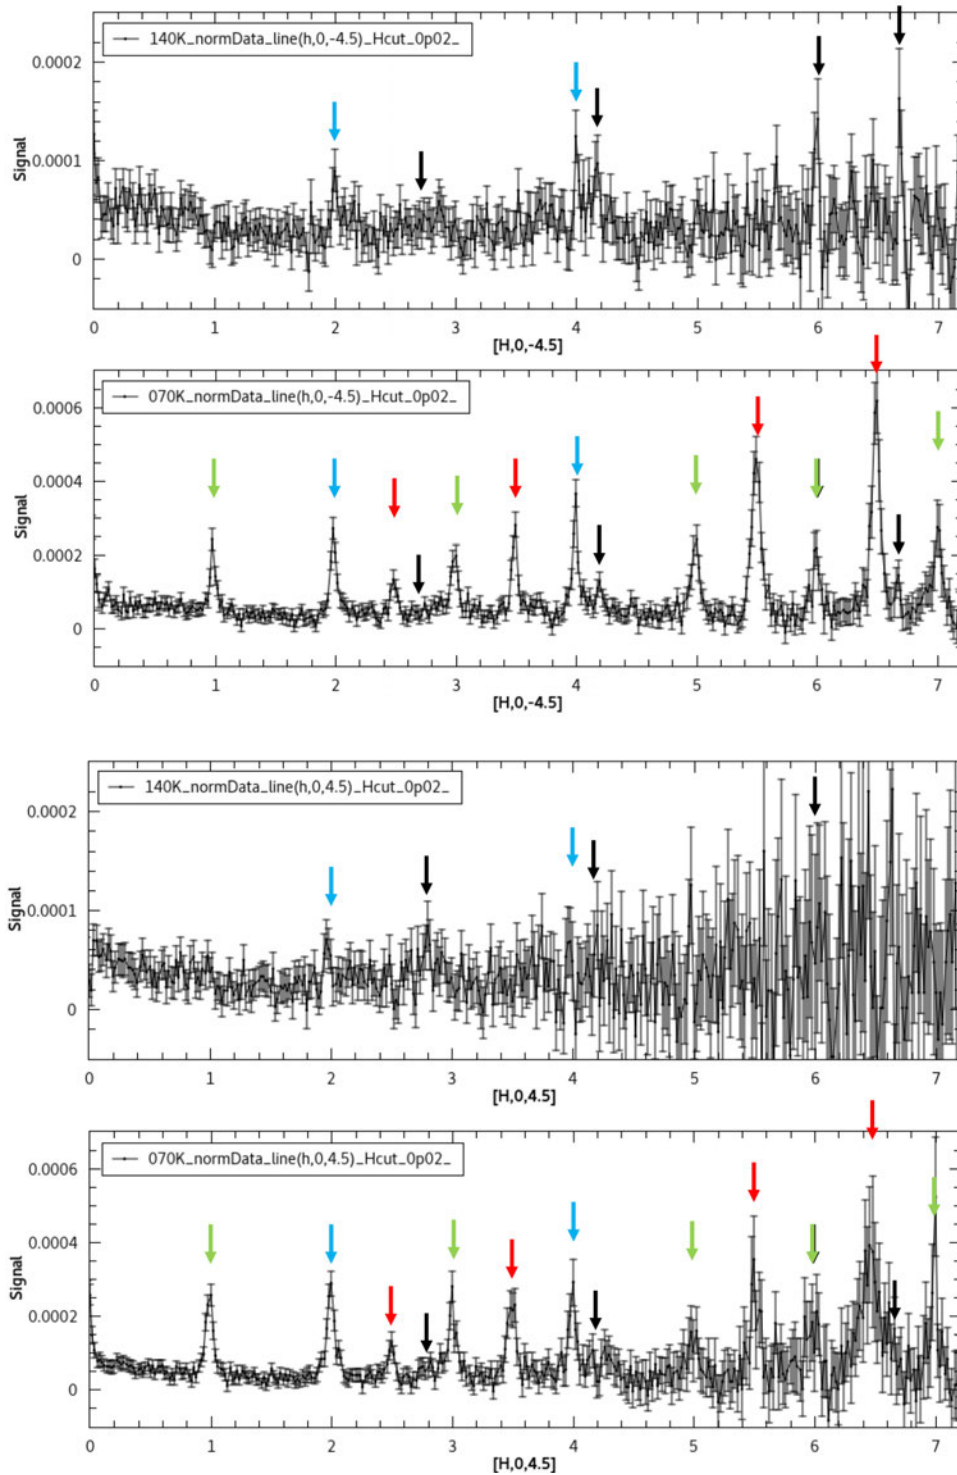 140K_normData_line(h,0,-4.5)_Hcut_0p02_
0.0002
0.0001
0
Signal
0 1 2 3 4 5 6 7
[H,0,-4.5]
070K_normData_line(h,0,-4.5)_Hcut_0p02_
0.0006
0.0004
0.0002
0
Signal
0 1 2 3 4 5 6 7
[H,0,-4.5]
140K_normData_line(h,0,4.5)_Hcut_0p02_
0.0002
0.0001
0
Signal
0 1 2 3 4 5 6 7
[H,0,4.5]
070K_normData_line(h,0,4.5)_Hcut_0p02_
0.0006
0.0004
0.0002
0
Signal
0 1 2 3 4 5 6 7
[H,0,4.5]